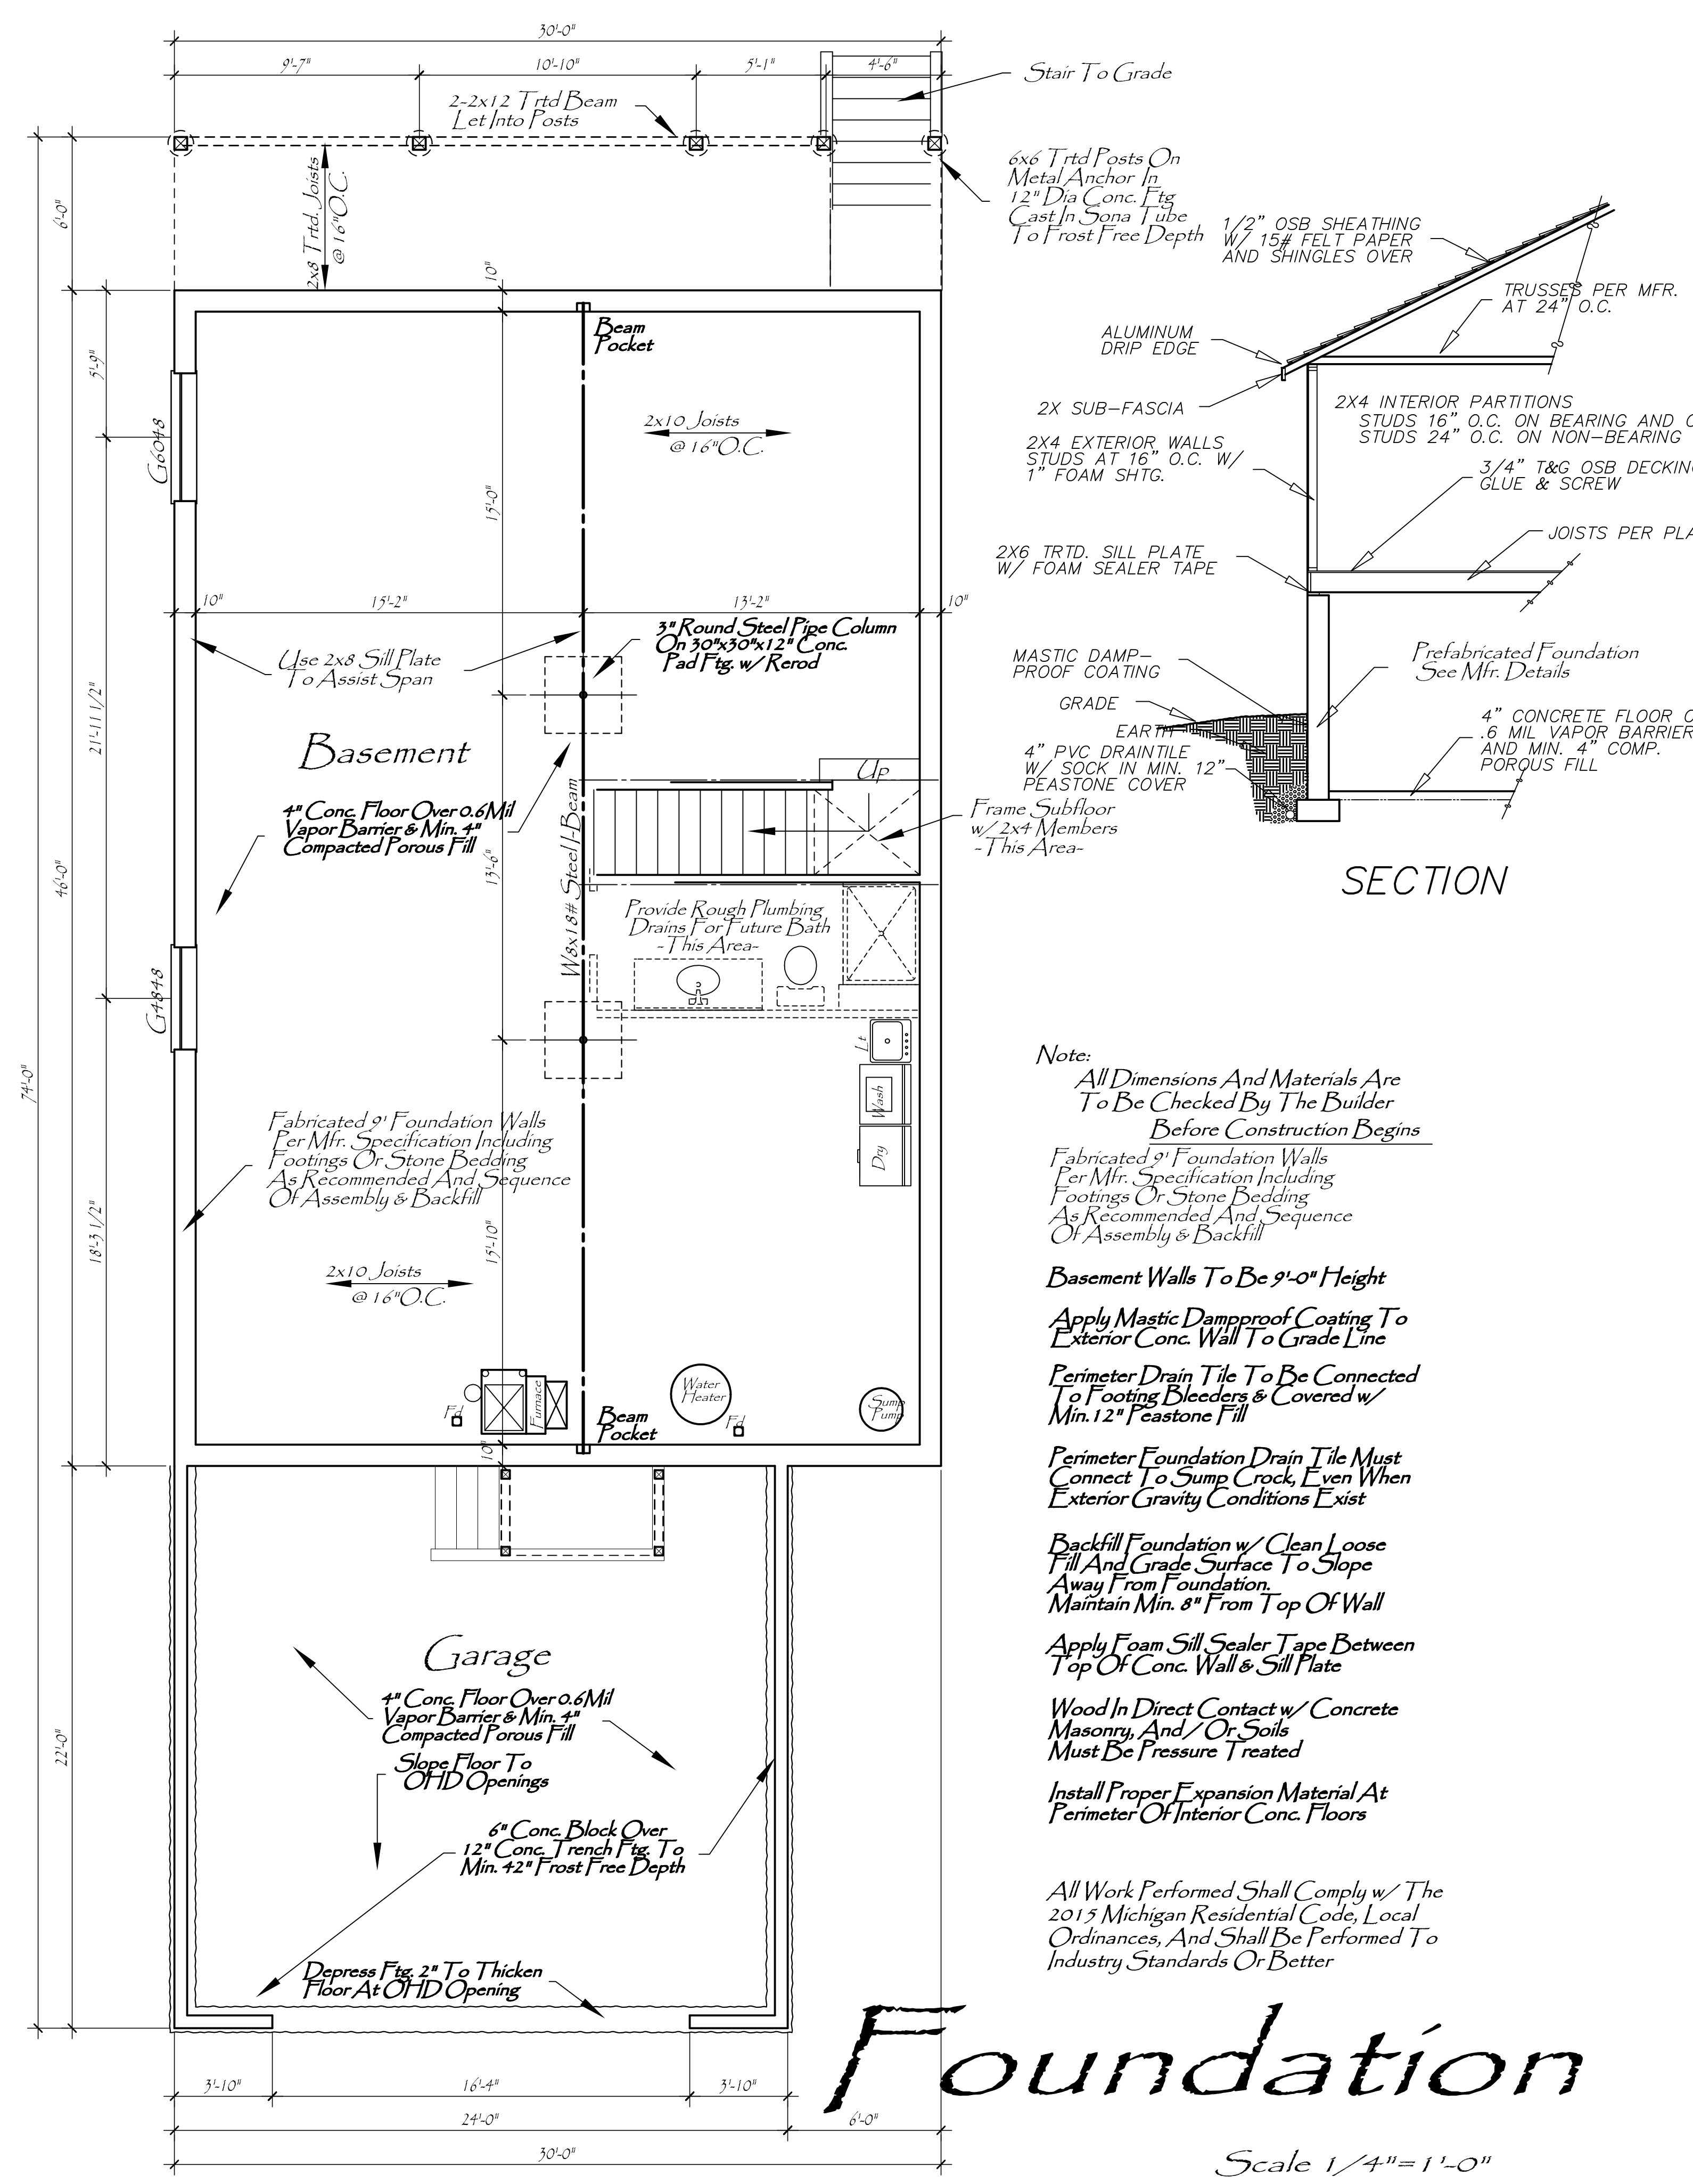 30'-0"
9'-7"
10'-10"
5'-1"
4'-6"
Stair To Grade
2-2x12 Trtd Beam
Let Into Posts
6x6 Trtd Posts On
Metal Anchor In
12" Dia Conc. Ftg
Cast In Sona Tube
To Frost Free Depth
2x8 Trtd. Joists
@ 16"O.C.
6'-0"
10"
5'-9"
G6048
Beam
Pocket
2x10 Joists
@ 16"O.C.
15'-0"
10"
15'-2"
13'-2"
10"
3" Round Steel Pipe Column
On 30"x30"x12" Conc.
Pad Ftg. w/ Rerod
Use 2x8 Sill Plate
To Assist Span
21'-11 1/2"
Basement
Up
4" Conc. Floor Over 0.6Mil
Vapor Barrier & Min. 4"
Compacted Porous Fill
W8x18# Steel I-Beam
13'-6"
Frame Subfloor
w/ 2x4 Members
-This Area-
46'-0"
Provide Rough Plumbing
Drains For Future Bath
-This Area-
G4848
Lt
Wash
Dry
74'-0"
Fabricated 9' Foundation Walls
Per Mfr. Specification Including
Footings Or Stone Bedding
As Recommended And Sequence
Of Assembly & Backfill
18'-3 1/2"
15'-10"
2x10 Joists
@ 16"O.C.
Fd
Furnace
Water
Heater
Fd
Sump
Pump
Beam
Pocket
10"
Garage
4" Conc. Floor Over 0.6Mil
Vapor Barrier & Min. 4"
Compacted Porous Fill
Slope Floor To
OHD Openings
22'-0"
6" Conc. Block Over
12" Conc. Trench Ftg. To
Min. 42" Frost Free Depth
Depress Ftg. 2" To Thicken
Floor At OHD Opening
3'-10"
16'-4"
3'-10"
24'-0"
6'-0"
30'-0"
1/2" OSB SHEATHING
W/ 15# FELT PAPER
AND SHINGLES OVER
TRUSSES PER MFR.
AT 24" O.C.
ALUMINUM
DRIP EDGE
2X SUB-FASCIA
2X4 INTERIOR PARTITIONS
STUDS 16" O.C. ON BEARING AND
STUDS 24" O.C. ON NON-BEARING
2X4 EXTERIOR WALLS
STUDS AT 16" O.C. W/
1" FOAM SHTG.
3/4" T&G OSB DECKIN
GLUE & SCREW
JOISTS PER PLA
2X6 TRTD. SILL PLATE
W/ FOAM SEALER TAPE
Prefabricated Foundation
See Mfr. Details
MASTIC DAMP-
PROOF COATING
GRADE
EARTH
4" PVC DRAINTILE
W/ SOCK IN MIN. 12"
PEASTONE COVER
4" CONCRETE FLOOR O
.6 MIL VAPOR BARRIER
AND MIN. 4" COMP.
POROUS FILL
SECTION
Note:
All Dimensions And Materials Are
To Be Checked By The Builder
Before Construction Begins
Fabricated 9' Foundation Walls
Per Mfr. Specification Including
Footings Or Stone Bedding
As Recommended And Sequence
Of Assembly & Backfill
Basement Walls To Be 9'-0" Height
Apply Mastic Dampproof Coating To
Exterior Conc. Wall To Grade Line
Perimeter Drain Tile To Be Connected
To Footing Bleeders & Covered w/
Min.12" Peastone Fill
Perimeter Foundation Drain Tile Must
Connect To Sump Crock, Even When
Exterior Gravity Conditions Exist
Backfill Foundation w/ Clean Loose
Fill And Grade Surface To Slope
Away From Foundation.
Maintain Min. 8" From Top Of Wall
Apply Foam Sill Sealer Tape Between
Top Of Conc. Wall & Sill Plate
Wood In Direct Contact w/ Concrete
Masonry, And / Or Soils
Must Be Pressure Treated
Install Proper Expansion Material At
Perimeter Of Interior Conc. Floors
All Work Performed Shall Comply w/ The
2015 Michigan Residential Code, Local
Ordinances, And Shall Be Performed To
Industry Standards Or Better
Foundation
Scale 1/4"=1'-0"